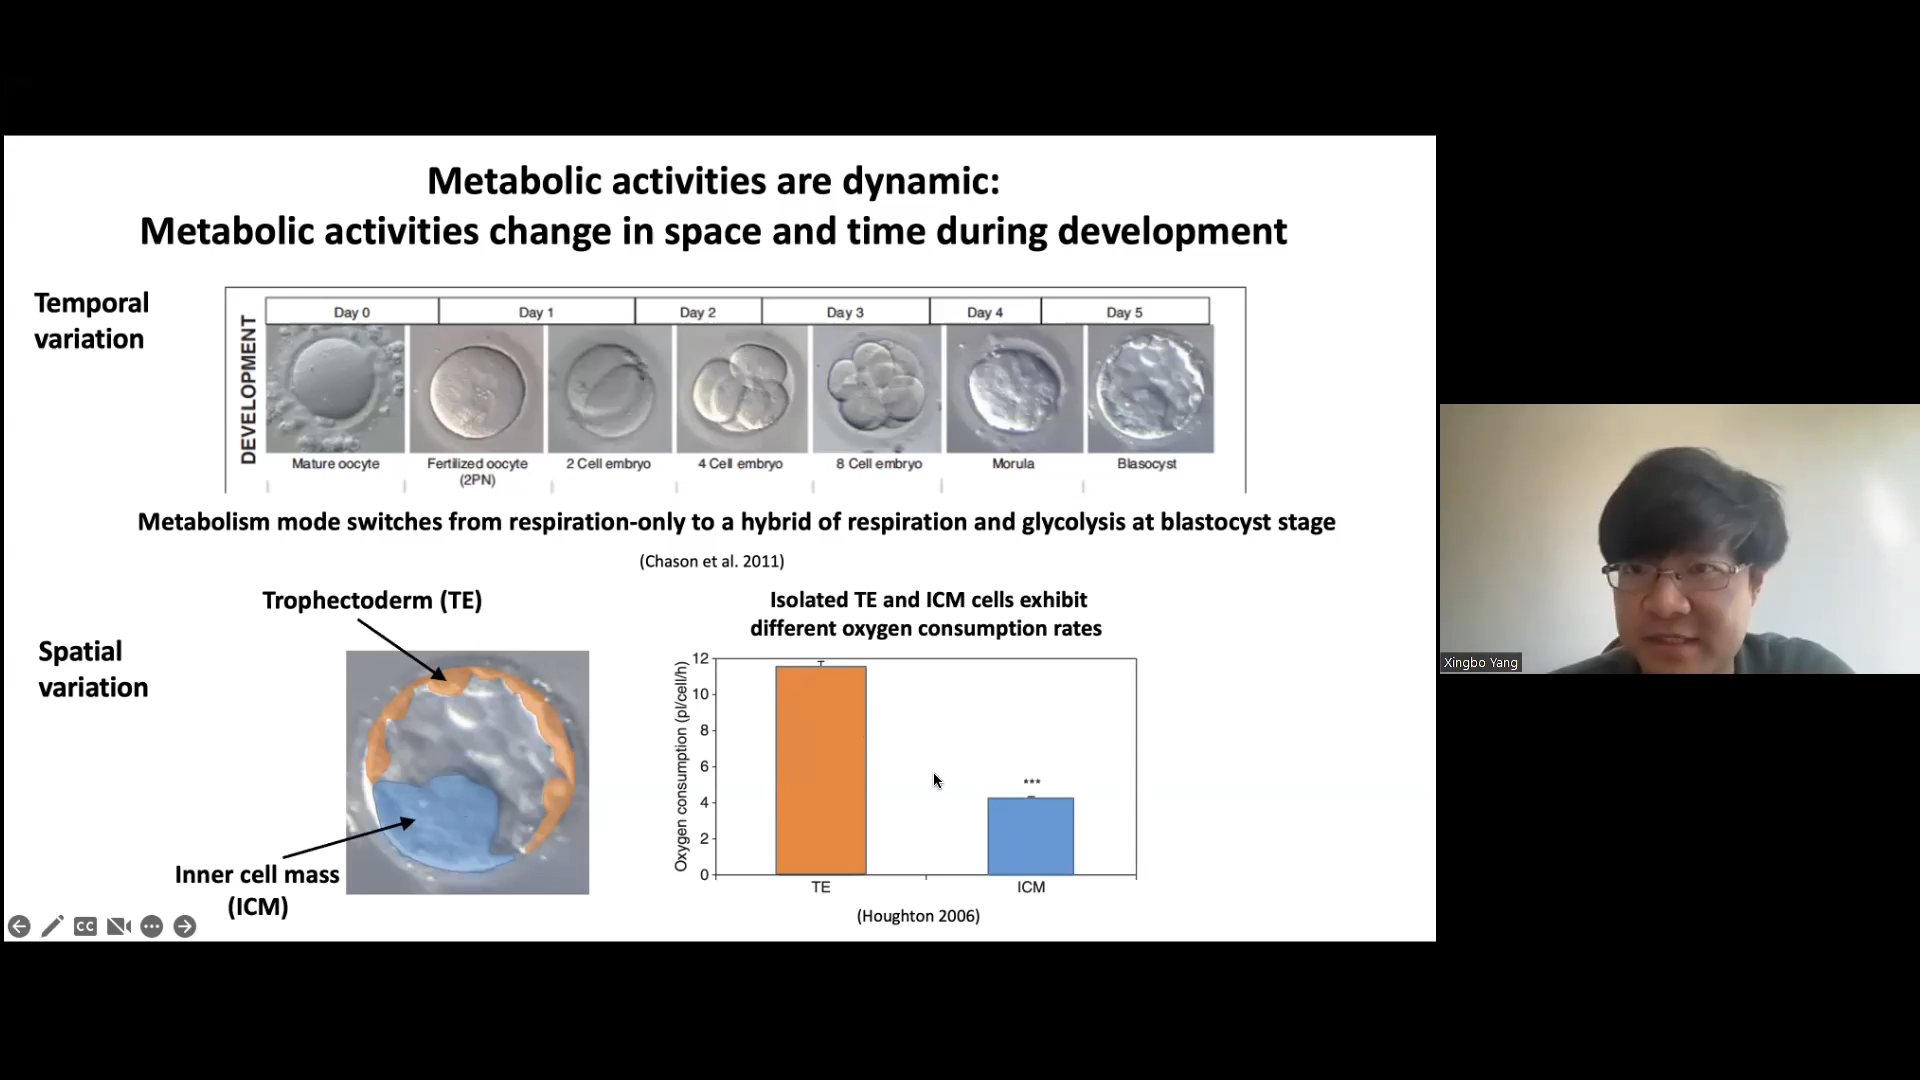 Metabolic activities are dynamic:
Metabolic activities change in space and time during development
Temporal
variation
DEVELOPMENT
Day 0
Day 1
Day 2
Day 3
Day 4
Day 5
Mature oocyte
Fertilized oocyte
(2PN)
2 Cell embryo
4 Cell embryo
8 Cell embryo
Morula
Blasocyst
Metabolism mode switches from respiration-only to a hybrid of respiration and glycolysis at blastocyst stage
(Chason et al. 2011)
Spatial
variation
Trophectoderm (TE)
Inner cell mass
(ICM)
Isolated TE and ICM cells exhibit
different oxygen consumption rates
Oxygen consumption (pl/cell/h)
12
10
8
6
4
2
0
***
TE
ICM
(Houghton 2006)
CC
Xingbo Yang